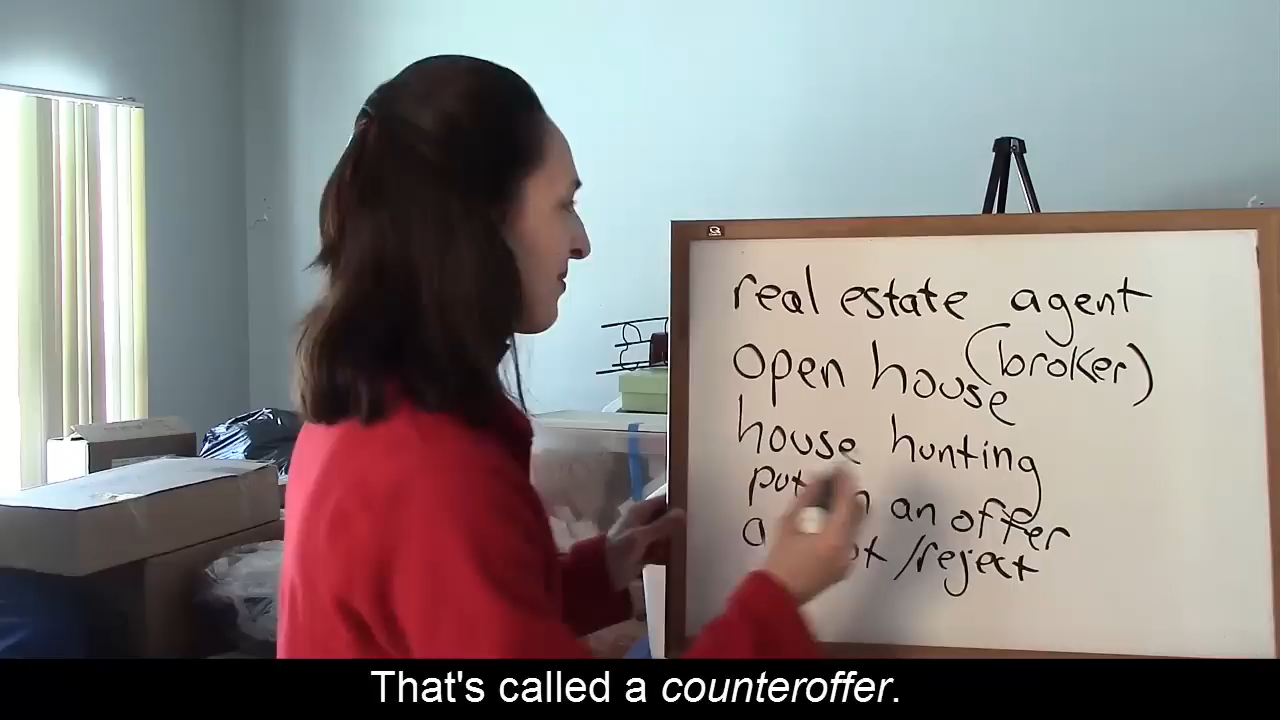 real estate agent
(broker)
open house
house hunting
put an offer
/reject
That's called a counteroffer.